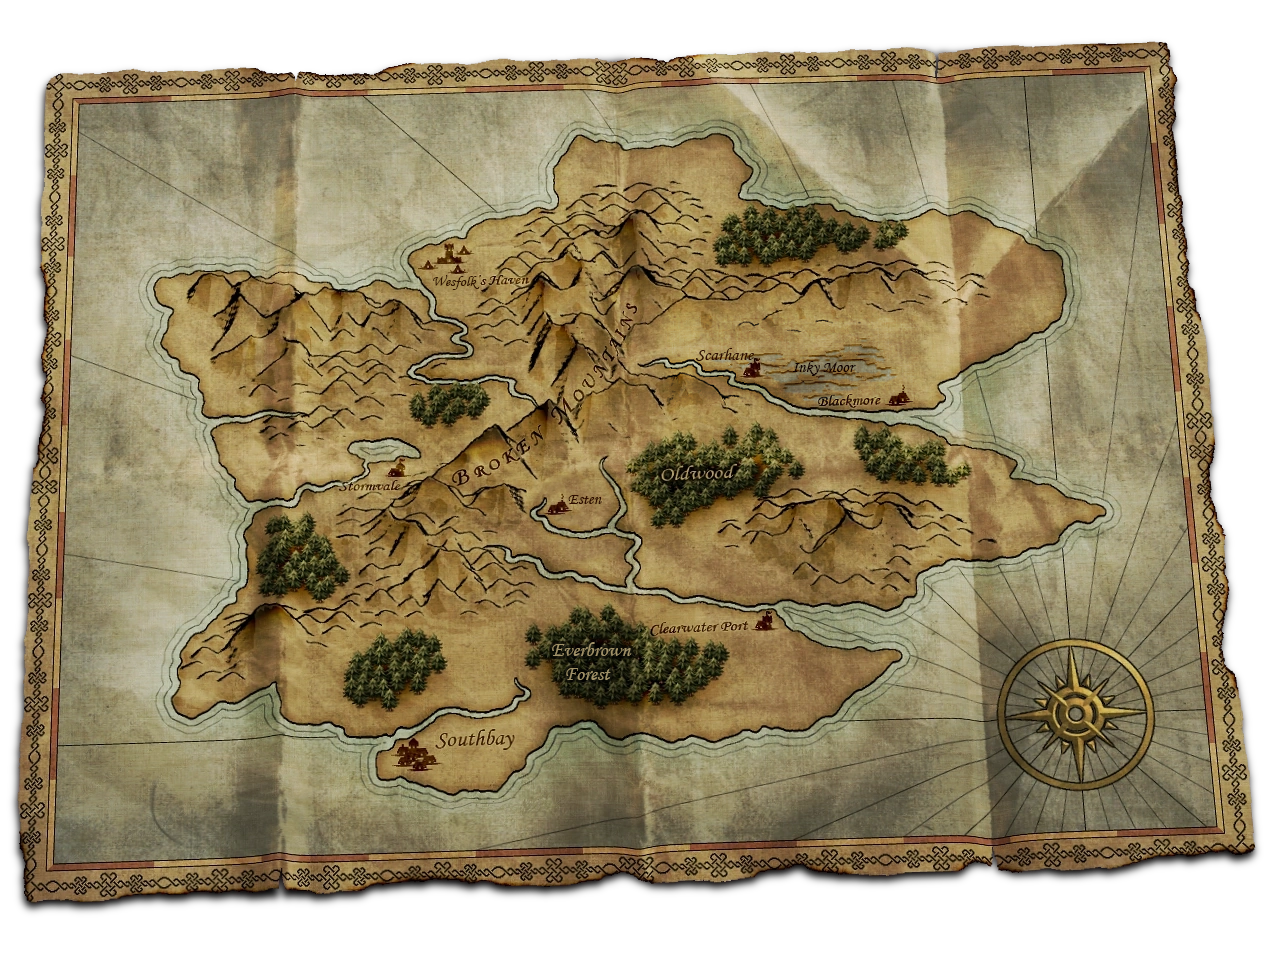 Wesfolk's Haven
BROKEN MOUNTAINS
Scarhane
Inky Moor
Blackmore
Oldwood
Stormvale
Esten
Clearwater Port
Everbrown
Forest
Southbay